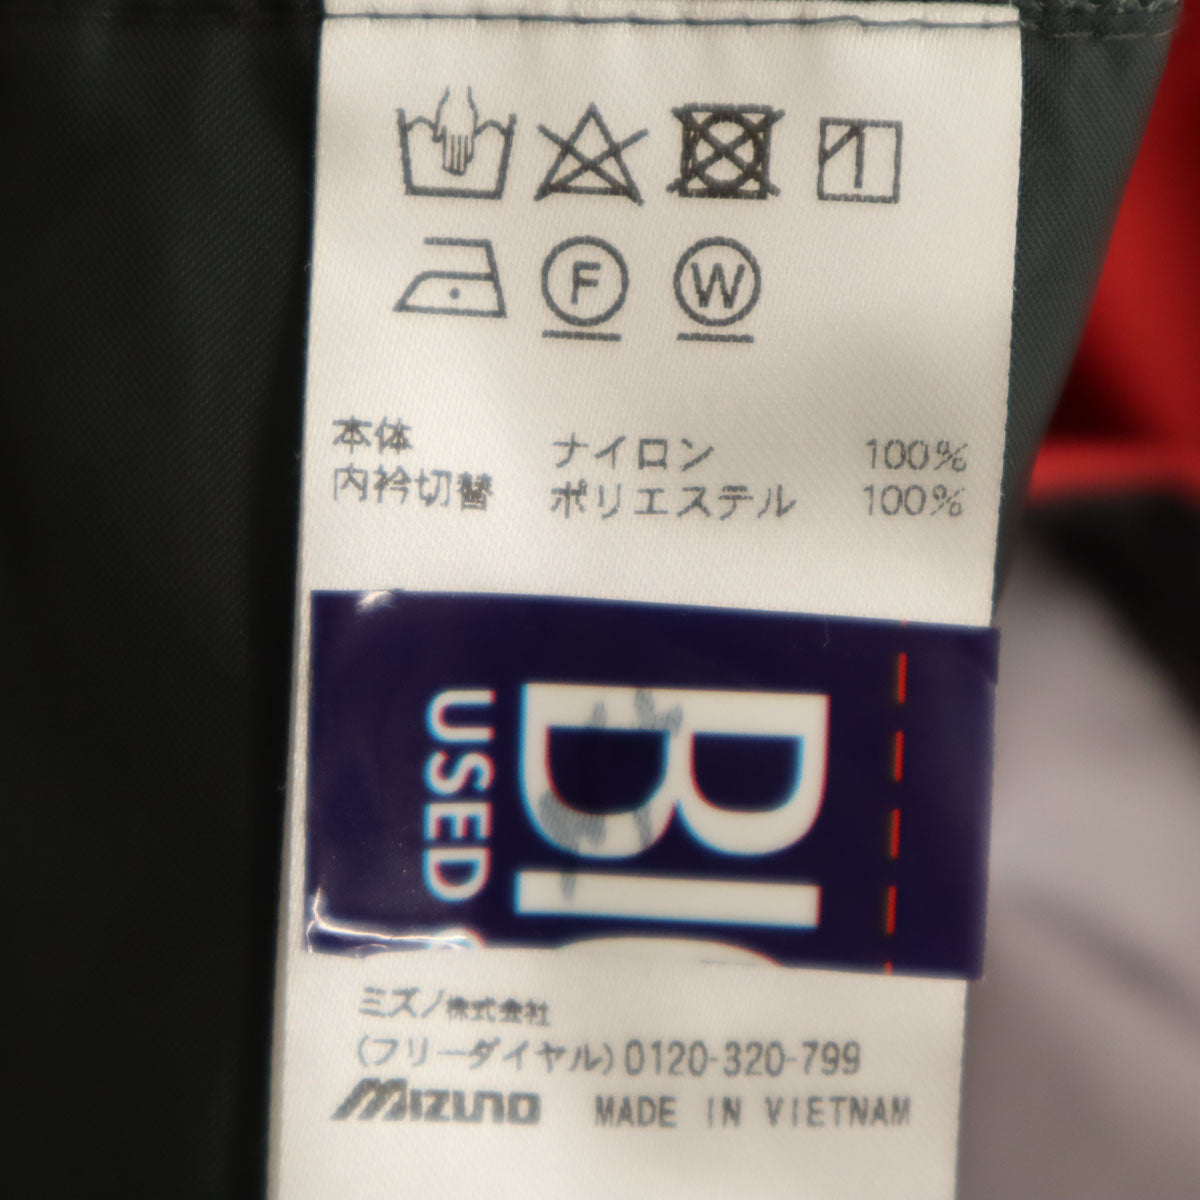 F W
本体 ナイロン 100%
内衿切替 ポリエステル 100%
BI
USED
ミズノ株式会社
(フリーダイヤル)0120-320-799
MIZUNO MADE IN VIETNAM